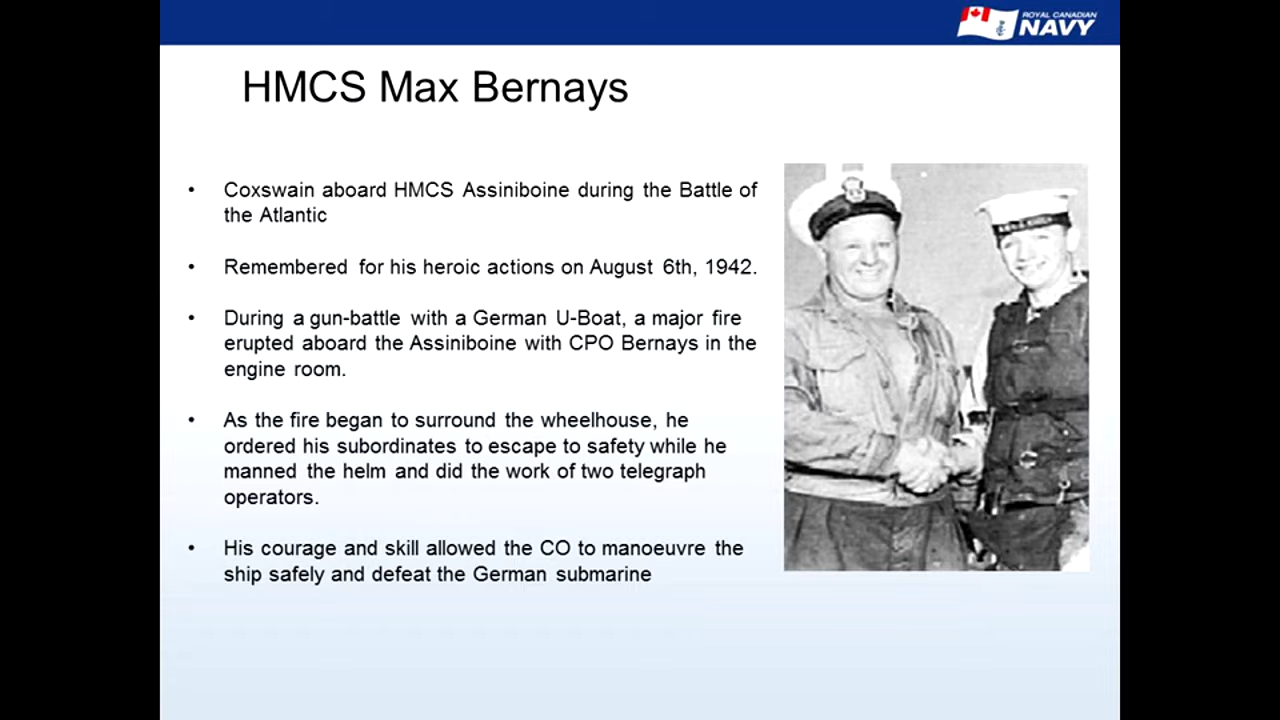 ROYAL CANADIAN
NAVY
HMCS Max Bernays
• Coxswain aboard HMCS Assiniboine during the Battle of
the Atlantic
• Remembered for his heroic actions on August 6th, 1942.
• During a gun-battle with a German U-Boat, a major fire
erupted aboard the Assiniboine with CPO Bernays in the
engine room.
• As the fire began to surround the wheelhouse, he
ordered his subordinates to escape to safety while he
manned the helm and did the work of two telegraph
operators.
• His courage and skill allowed the CO to manoeuvre the
ship safely and defeat the German submarine